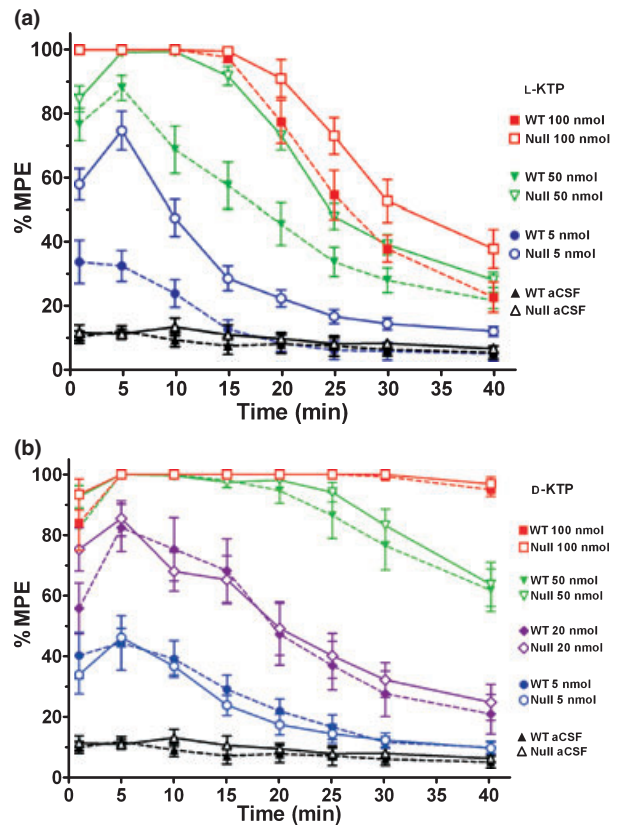 (a)
100
80
60
40
20
0
% MPE
0 5 10 15 20 25 30 35 40
Time (min)
L-KTP
WT 100 nmol
Null 100 nmol
WT 50 nmol
Null 50 nmol
WT 5 nmol
Null 5 nmol
WT aCSF
Null aCSF
(b)
100
80
60
40
20
0
% MPE
0 5 10 15 20 25 30 35 40
Time (min)
D-KTP
WT 100 nmol
Null 100 nmol
WT 50 nmol
Null 50 nmol
WT 20 nmol
Null 20 nmol
WT 5 nmol
Null 5 nmol
WT aCSF
Null aCSF